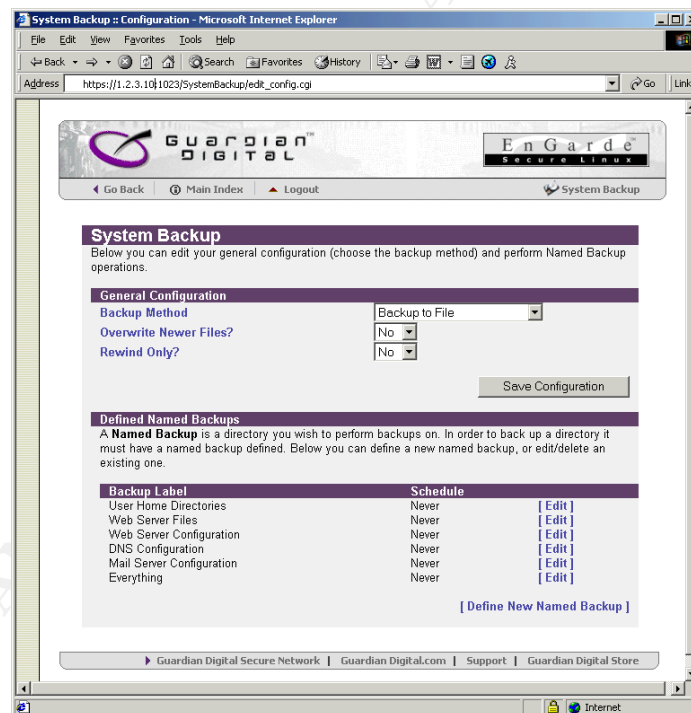 System Backup :: Configuration - Microsoft Internet Explorer
File Edit View Favorites Tools Help
Back Search Favorites History
Address https://1.2.3.10:1023/SystemBackup/edit_config.cgi Go Link
Guardian™ Digital
EnGarde™
Secure Linux
Go Back Main Index Logout System Backup
System Backup
Below you can edit your general configuration (choose the backup method) and perform Named Backup
operations.
General Configuration
Backup Method Backup to File
Overwrite Newer Files? No
Rewind Only? No
Save Configuration
Defined Named Backups
A Named Backup is a directory you wish to perform backups on. In order to back up a directory it
must have a named backup defined. Below you can define a new named backup, or edit/delete an
existing one.
Backup Label Schedule
User Home Directories Never [ Edit ]
Web Server Files Never [ Edit ]
Web Server Configuration Never [ Edit ]
DNS Configuration Never [ Edit ]
Mail Server Configuration Never [ Edit ]
Everything Never [ Edit ]
[ Define New Named Backup ]
Guardian Digital Secure Network | Guardian Digital.com | Support | Guardian Digital Store
Internet